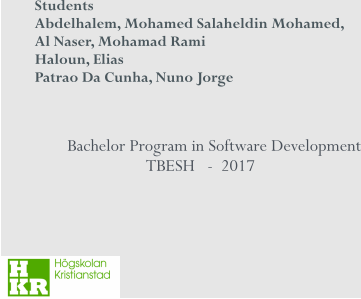 Students
Abdelhalem, Mohamed Salaheldin Mohamed,
Al Naser, Mohamad Rami
Haloun, Elias
Patrao Da Cunha, Nuno Jorge
Bachelor Program in Software Development
TBESH - 2017
H
KR
Högskolan
Kristianstad